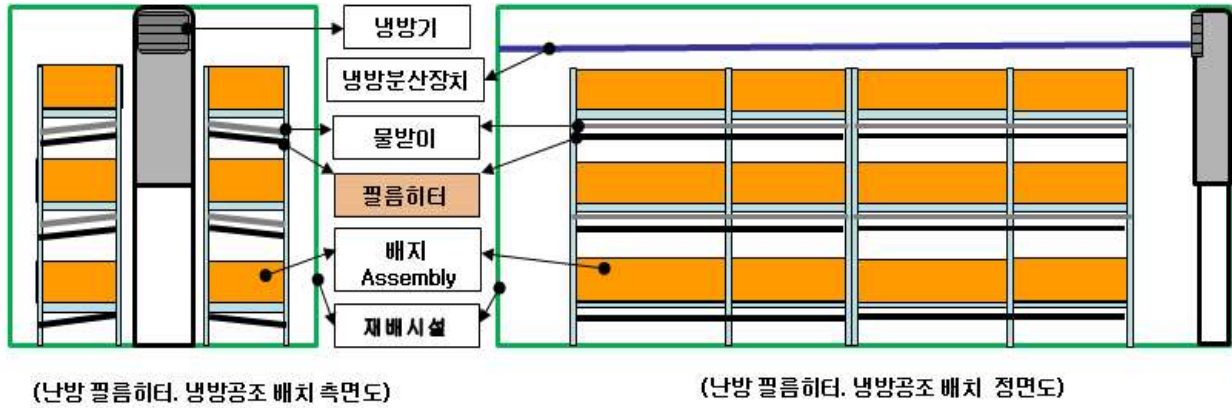 냉방기
냉방분산장치
물받이
필름히터
배지
Assembly
재배시설
(난방 필름히터. 냉방공조 배치 측면도)
(난방 필름히터. 냉방공조 배치 정면도)